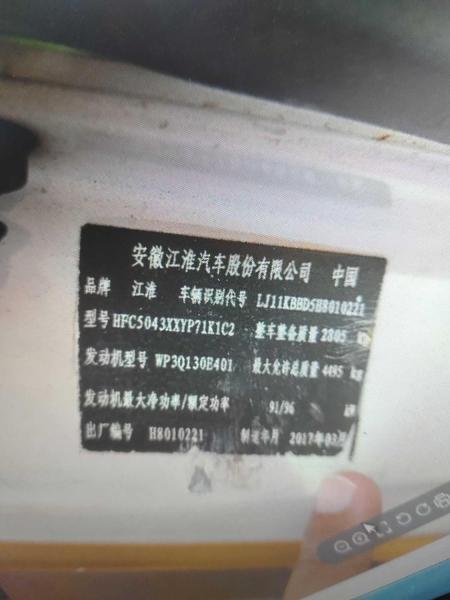 安徽江淮汽车股份有限公司 中国
品牌 江淮 车辆识别代号 LJ11KBBD5H8010221
型号 HFC5043XXYP71K1C2 整车整备质量 2805 kg
发动机型号 WP3Q130E401 最大允许总质量 4495 kg
发动机最大净功率/额定功率 91/96 kW
出厂编号 H8010221 制造年月 2017年03月